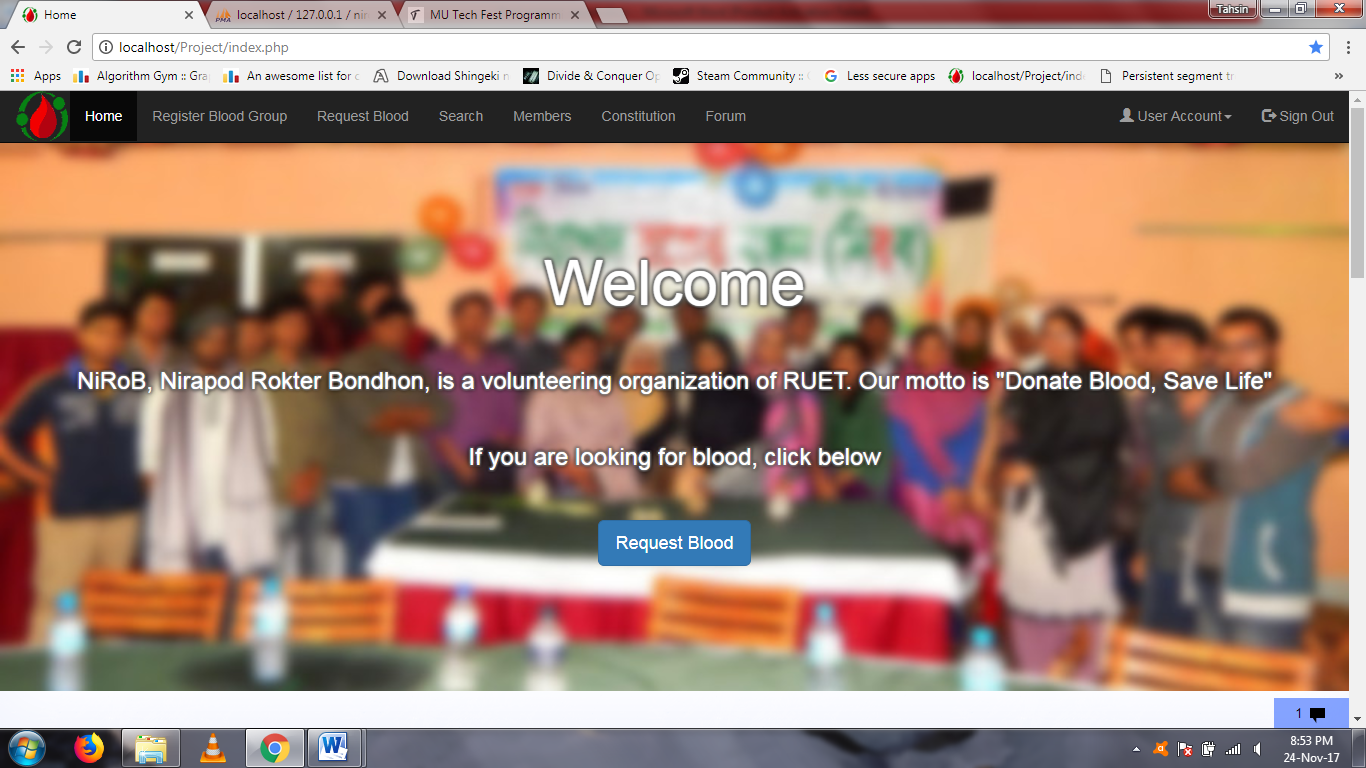 Home
localhost / 127.0.0.1 / nir
MU Tech Fest Programm
Tahsin
localhost/Project/index.php
Apps
Algorithm Gym :: Gra
An awesome list for c
Download Shingeki n
Divide & Conquer Op
Steam Community ::
Less secure apps
localhost/Project/ind
Persistent segment tr
»
Home Register Blood Group Request Blood Search Members Constitution Forum User Account Sign Out
Welcome
NiRoB, Nirapod Rokter Bondhon, is a volunteering organization of RUET. Our motto is "Donate Blood, Save Life"
If you are looking for blood, click below
Request Blood
1
8:53 PM
24-Nov-17